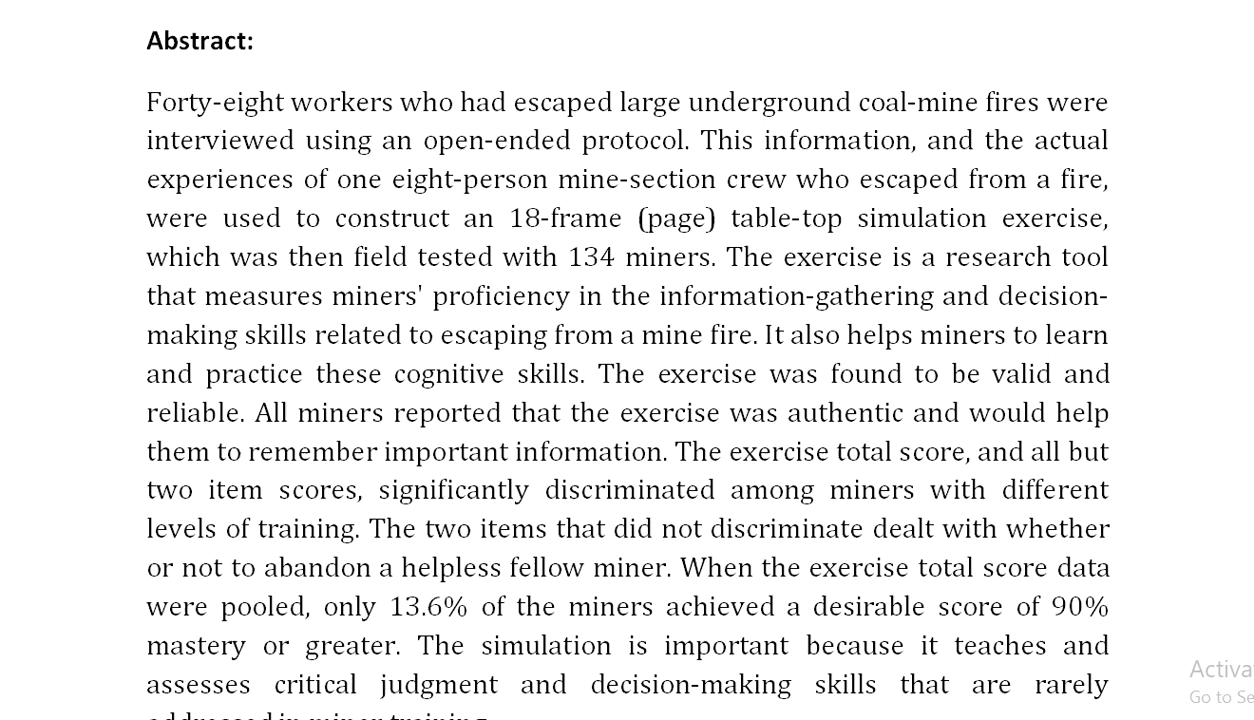 Abstract:
Forty-eight workers who had escaped large underground coal-mine fires were
interviewed using an open-ended protocol. This information, and the actual
experiences of one eight-person mine-section crew who escaped from a fire,
were used to construct an 18-frame (page) table-top simulation exercise,
which was then field tested with 134 miners. The exercise is a research tool
that measures miners' proficiency in the information-gathering and decision-
making skills related to escaping from a mine fire. It also helps miners to learn
and practice these cognitive skills. The exercise was found to be valid and
reliable. All miners reported that the exercise was authentic and would help
them to remember important information. The exercise total score, and all but
two item scores, significantly discriminated among miners with different
levels of training. The two items that did not discriminate dealt with whether
or not to abandon a helpless fellow miner. When the exercise total score data
were pooled, only 13.6% of the miners achieved a desirable score of 90%
mastery or greater. The simulation is important because it teaches and
assesses critical judgment and decision-making skills that are rarely
addressed in miner training.
Activa
Go to Se